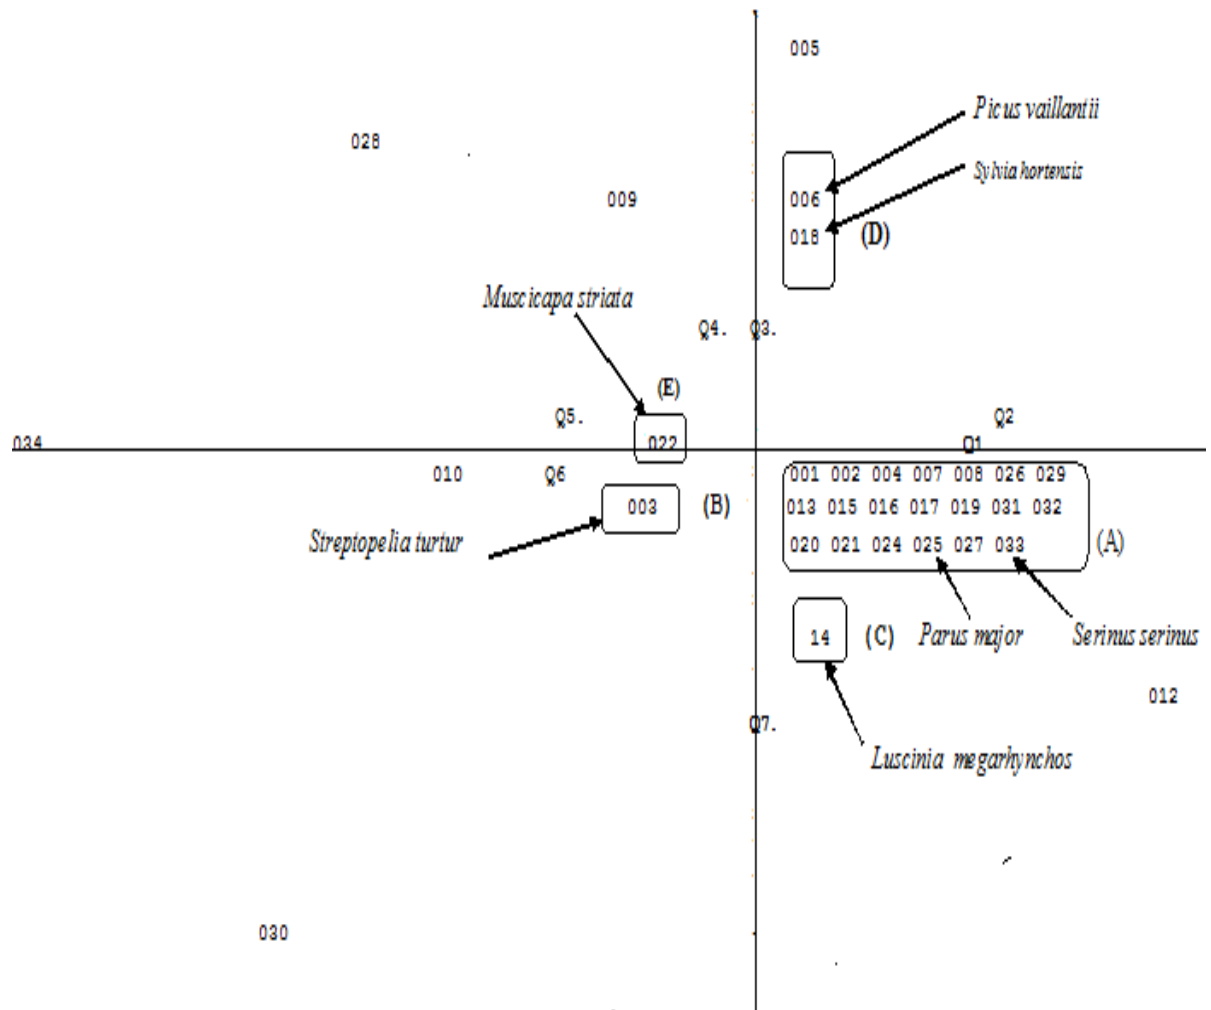 005
Picus vaillantii
028
Sylvia hortensis
009
006
018
(D)
Muscicapa striata
Q4. Q3.
(E)
Q5.
Q2
034
022
Q1
010
Q6
001 002 004 007 008 026 029
003
(B)
013 015 016 017 019 031 032
Streptopelia turtur
020 021 024 025 027 033
(A)
14
(C)
Parus major
Serinus serinus
012
Q7.
Luscinia megarhynchos
030